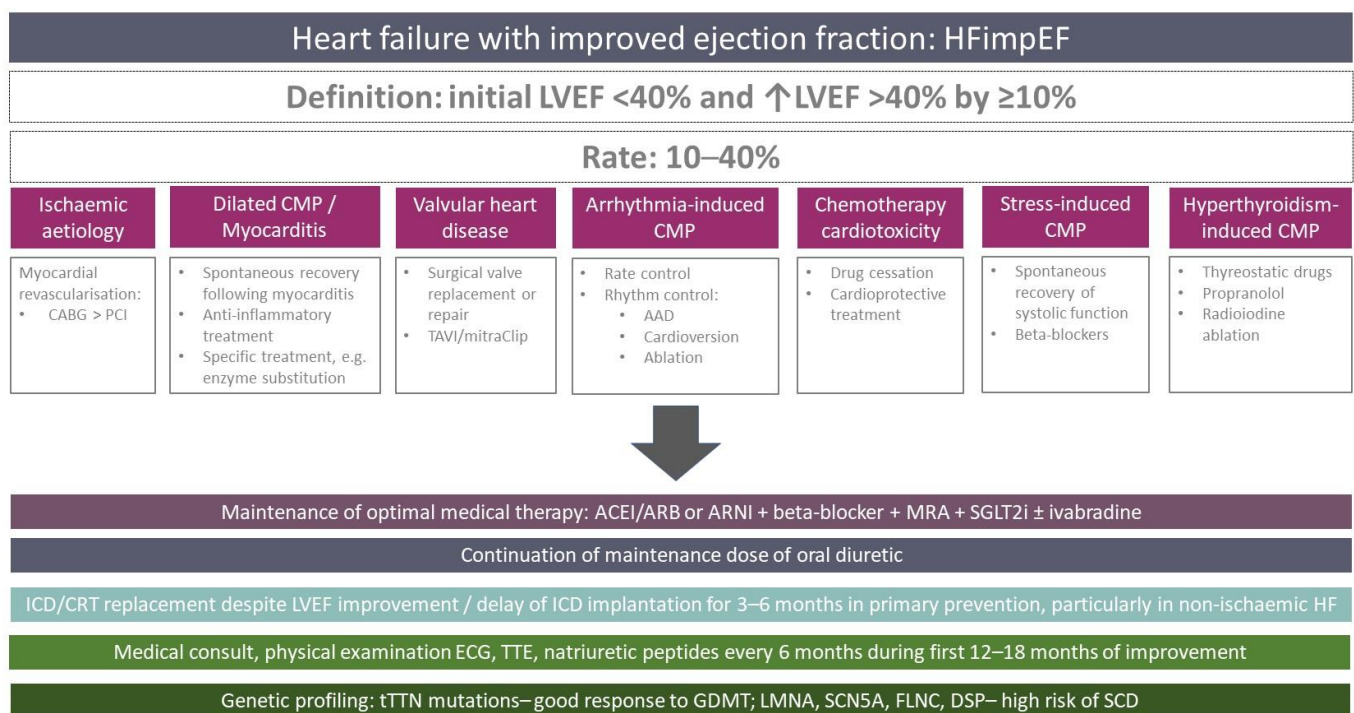 Heart failure with improved ejection fraction: HFimpEF
Definition: initial LVEF <40% and ↑LVEF >40% by ≥10%
Rate: 10–40%
Ischaemic
aetiology
Myocardial
revascularisation:
• CABG > PCI
Dilated CMP /
Myocarditis
• Spontaneous recovery
following myocarditis
• Anti-inflammatory
treatment
• Specific treatment, e.g.
enzyme substitution
Valvular heart
disease
• Surgical valve
replacement or
repair
• TAVI/mitraClip
Arrhythmia-induced
CMP
• Rate control
• Rhythm control:
• AAD
• Cardioversion
• Ablation
Chemotherapy
cardiotoxicity
• Drug cessation
• Cardioprotective
treatment
Stress-induced
CMP
• Spontaneous
recovery of
systolic function
• Beta-blockers
Hyperthyroidism-
induced CMP
• Thyreostatic drugs
• Propranolol
• Radioiodine
ablation
Maintenance of optimal medical therapy: ACEI/ARB or ARNI + beta-blocker + MRA + SGLT2i ± ivabradine
Continuation of maintenance dose of oral diuretic
ICD/CRT replacement despite LVEF improvement / delay of ICD implantation for 3–6 months in primary prevention, particularly in non-ischaemic HF
Medical consult, physical examination ECG, TTE, natriuretic peptides every 6 months during first 12–18 months of improvement
Genetic profiling: tTTN mutations– good response to GDMT; LMNA, SCN5A, FLNC, DSP– high risk of SCD